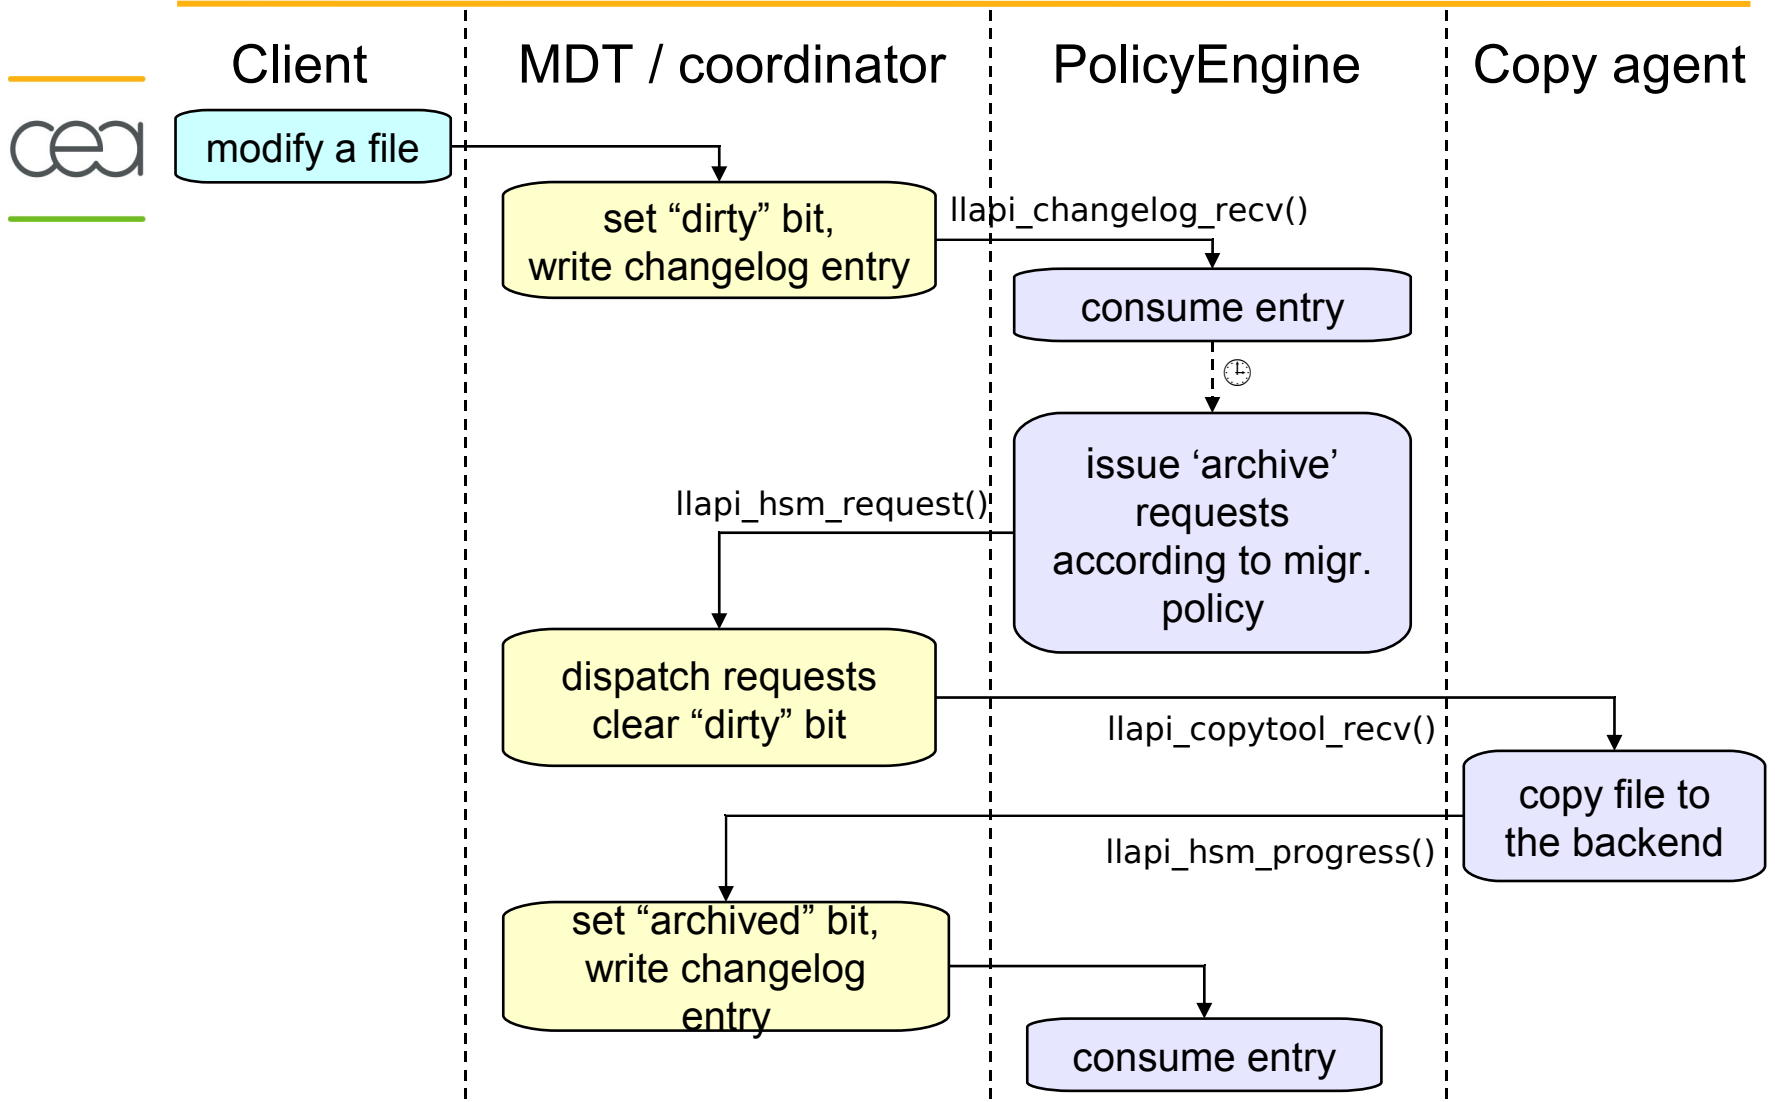 Client
MDT / coordinator
PolicyEngine
Copy agent
cea
modify a file
set “dirty” bit,
write changelog entry
llapi_changelog_recv()
consume entry
issue ‘archive’
requests
according to migr.
policy
llapi_hsm_request()
dispatch requests
clear “dirty” bit
llapi_copytool_recv()
copy file to
the backend
llapi_hsm_progress()
set “archived” bit,
write changelog
entry
consume entry